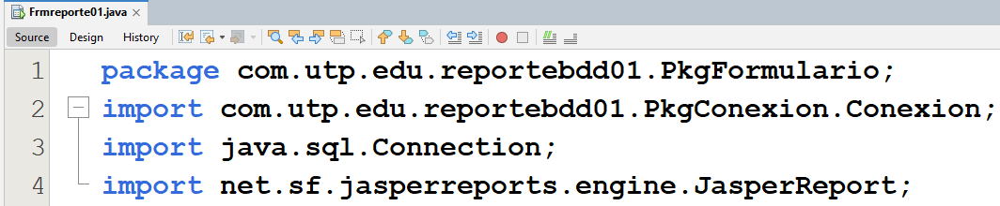 Frmreporte01.java
Source Design History
1 package com.utp.edu.reportebdd01.PkgFormulario;
2 import com.utp.edu.reportebdd01.PkgConexion.Conexion;
3 import java.sql.Connection;
4 import net.sf.jasperreports.engine.JasperReport;